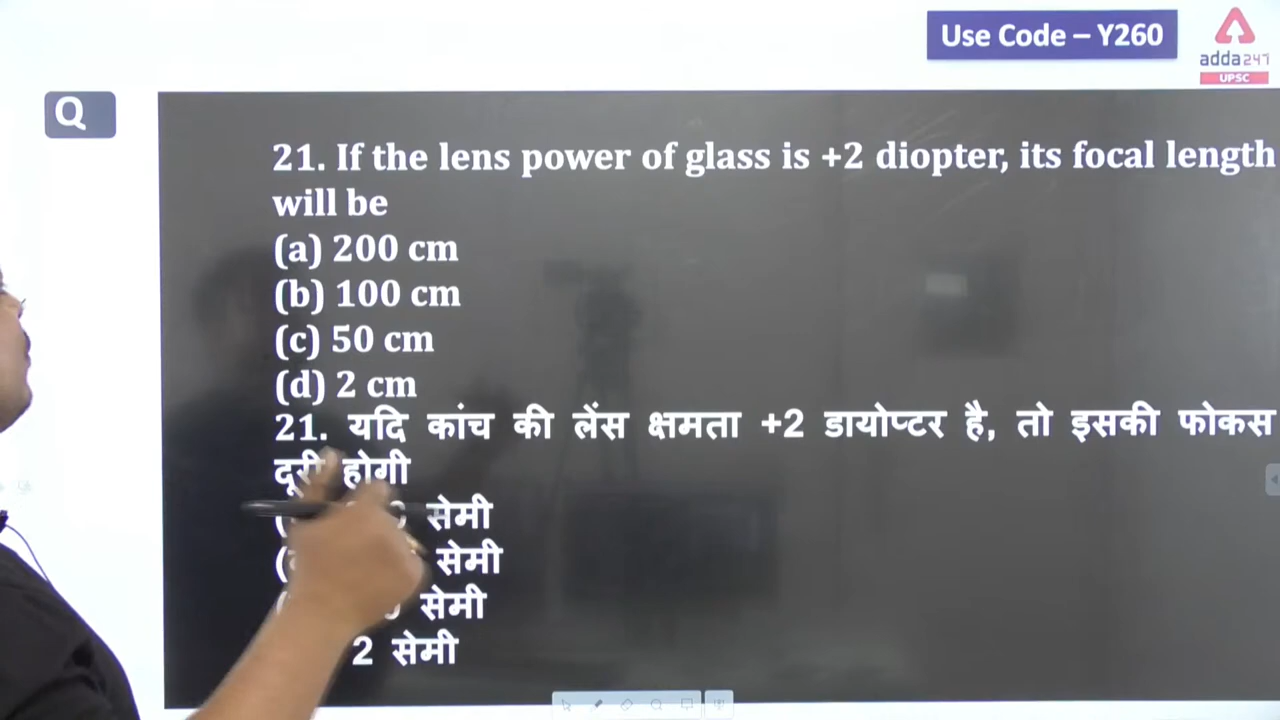 Use Code – Y260
adda247
UPSC
Q
21. If the lens power of glass is +2 diopter, its focal length
will be
(a) 200 cm
(b) 100 cm
(c) 50 cm
(d) 2 cm
21. यदि कांच की लेंस क्षमता +2 डायोप्टर है, तो इसकी फोकस
दूरी होगी
सेमी
सेमी
सेमी
2 सेमी